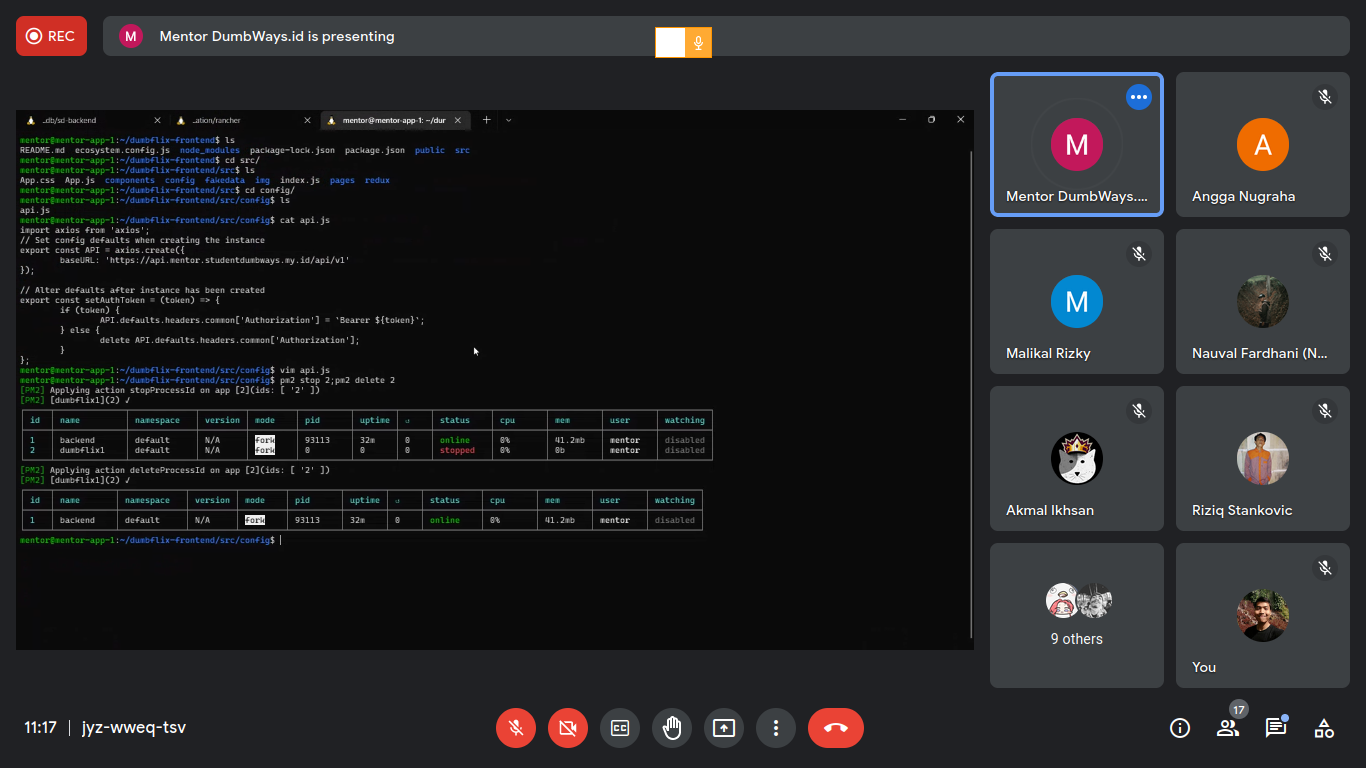 REC
M
Mentor DumbWays.id is presenting
..db/sd-backend
..ation/rancher
mentor@mentor-app-1: ~/dur
mentor@mentor-app-1:~/dumbflix-frontend$ ls
README.md ecosystem.config.js node_modules package-lock.json package.json public src
mentor@mentor-app-1:~/dumbflix-frontend$ cd src/
mentor@mentor-app-1:~/dumbflix-frontend/src$ ls
App.css App.js components config fakedata img index.js pages redux
mentor@mentor-app-1:~/dumbflix-frontend/src$ cd config/
mentor@mentor-app-1:~/dumbflix-frontend/src/config$ ls
api.js
mentor@mentor-app-1:~/dumbflix-frontend/src/config$ cat api.js
import axios from 'axios';
// Set config defaults when creating the instance
export const API = axios.create({
baseURL: 'https://api.mentor.studentdumbways.my.id/api/v1'
});
// Alter defaults after instance has been created
export const setAuthToken = (token) => {
if (token) {
API.defaults.headers.common['Authorization'] = `Bearer ${token}`;
} else {
delete API.defaults.headers.common['Authorization'];
}
};
mentor@mentor-app-1:~/dumbflix-frontend/src/config$ vim api.js
mentor@mentor-app-1:~/dumbflix-frontend/src/config$ pm2 stop 2;pm2 delete 2
[PM2] Applying action stopProcessId on app [2](ids: [ '2' ])
[PM2] [dumbflix1](2) ✓
id name namespace version mode pid uptime ↺ status cpu mem user watching
1 backend default N/A fork 93113 32m 0 online 0% 41.2mb mentor disabled
2 dumbflix1 default N/A fork 0 0 0 stopped 0% 0b mentor disabled
[PM2] Applying action deleteProcessId on app [2](ids: [ '2' ])
[PM2] [dumbflix1](2) ✓
id name namespace version mode pid uptime ↺ status cpu mem user watching
1 backend default N/A fork 93113 32m 0 online 0% 41.2mb mentor disabled
mentor@mentor-app-1:~/dumbflix-frontend/src/config$
M
Mentor DumbWays....
A
Angga Nugraha
M
Malikal Rizky
Nauval Fardhani (N...
Akmal Ikhsan
Riziq Stankovic
9 others
You
11:17 | jyz-wweq-tsv
CC
17